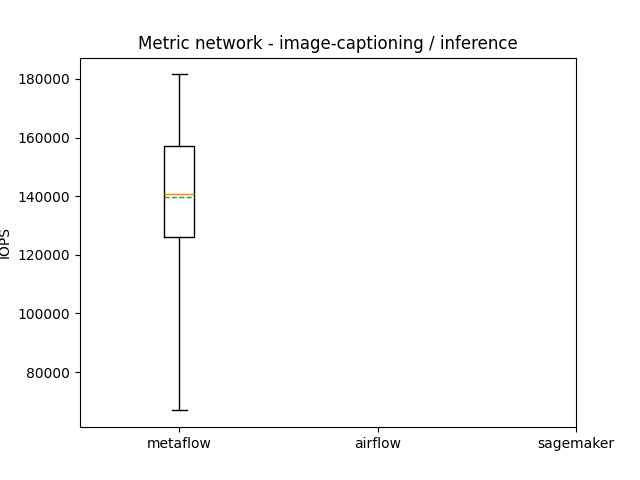 Metric network - image-captioning / inference
180000
160000
140000
120000
100000
80000
IOPS
metaflow airflow sagemaker